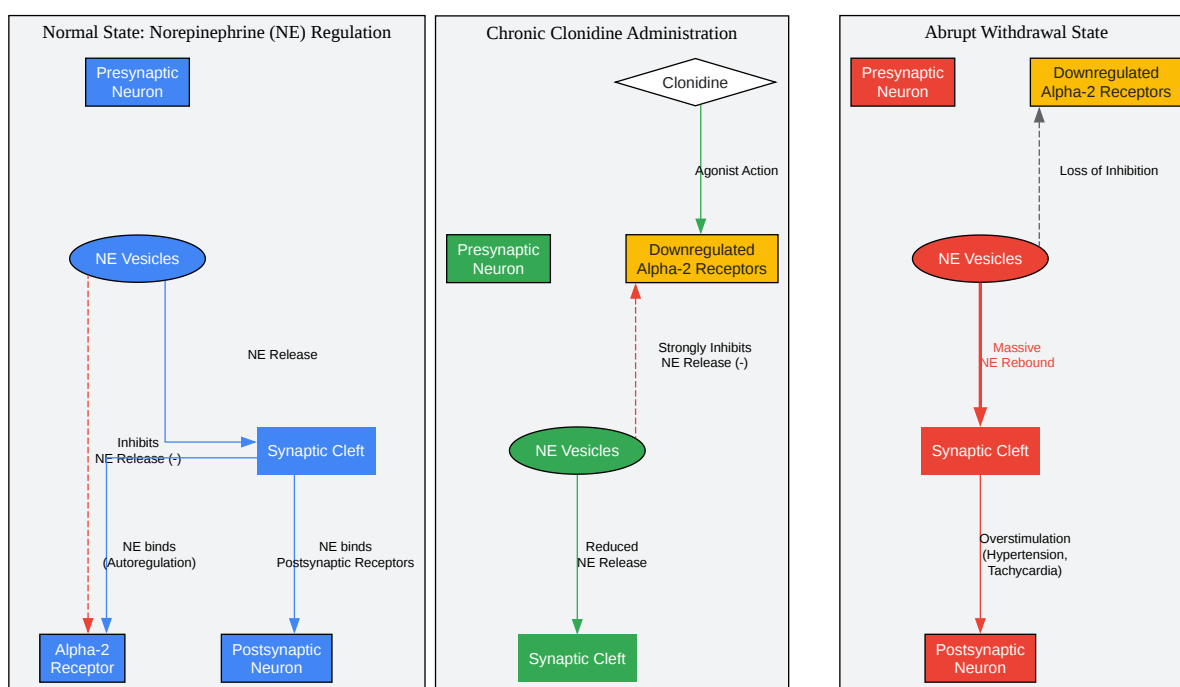 Normal State: Norepinephrine (NE) Regulation
Presynaptic
Neuron
NE Vesicles
NE Release
Inhibits
NE Release (-)
Synaptic Cleft
NE binds
(Autoregulation)
NE binds
Postsynaptic Receptors
Alpha-2
Receptor
Postsynaptic
Neuron
Chronic Clonidine Administration
Clonidine
Agonist Action
Presynaptic
Neuron
Downregulated
Alpha-2 Receptors
Strongly Inhibits
NE Release (-)
NE Vesicles
Reduced
NE Release
Synaptic Cleft
Abrupt Withdrawal State
Presynaptic
Neuron
Downregulated
Alpha-2 Receptors
Loss of Inhibition
NE Vesicles
Massive
NE Rebound
Synaptic Cleft
Overstimulation
(Hypertension,
Tachycardia)
Postsynaptic
Neuron